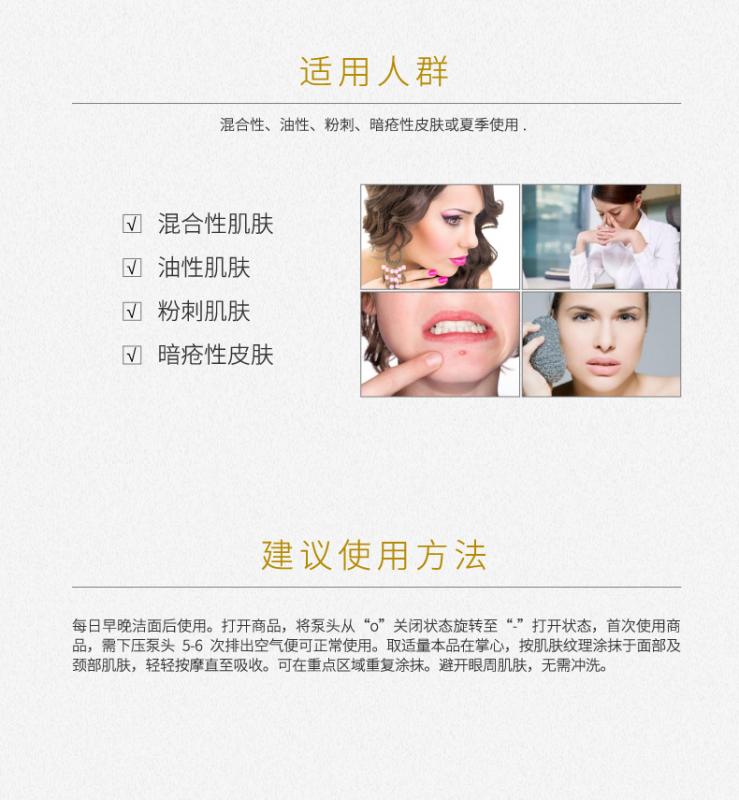 适用人群
混合性、油性、粉刺、暗疮性皮肤或夏季使用 .
√ 混合性肌肤
√ 油性肌肤
√ 粉刺肌肤
√ 暗疮性皮肤
建议使用方法
每日早晚洁面后使用。打开商品，将泵头从“o”关闭状态旋转至“-”打开状态，首次使用商
品，需下压泵头 5-6 次排出空气便可正常使用。取适量本品在掌心，按肌肤纹理涂抹于面部及
颈部肌肤，轻轻按摩直至吸收。可在重点区域重复涂抹。避开眼周肌肤，无需冲洗。